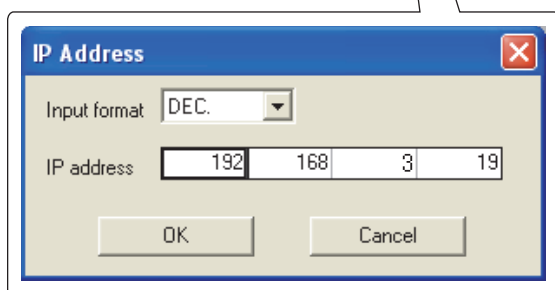 IP Address
Input format DEC.
IP address 192 168 3 19
OK Cancel